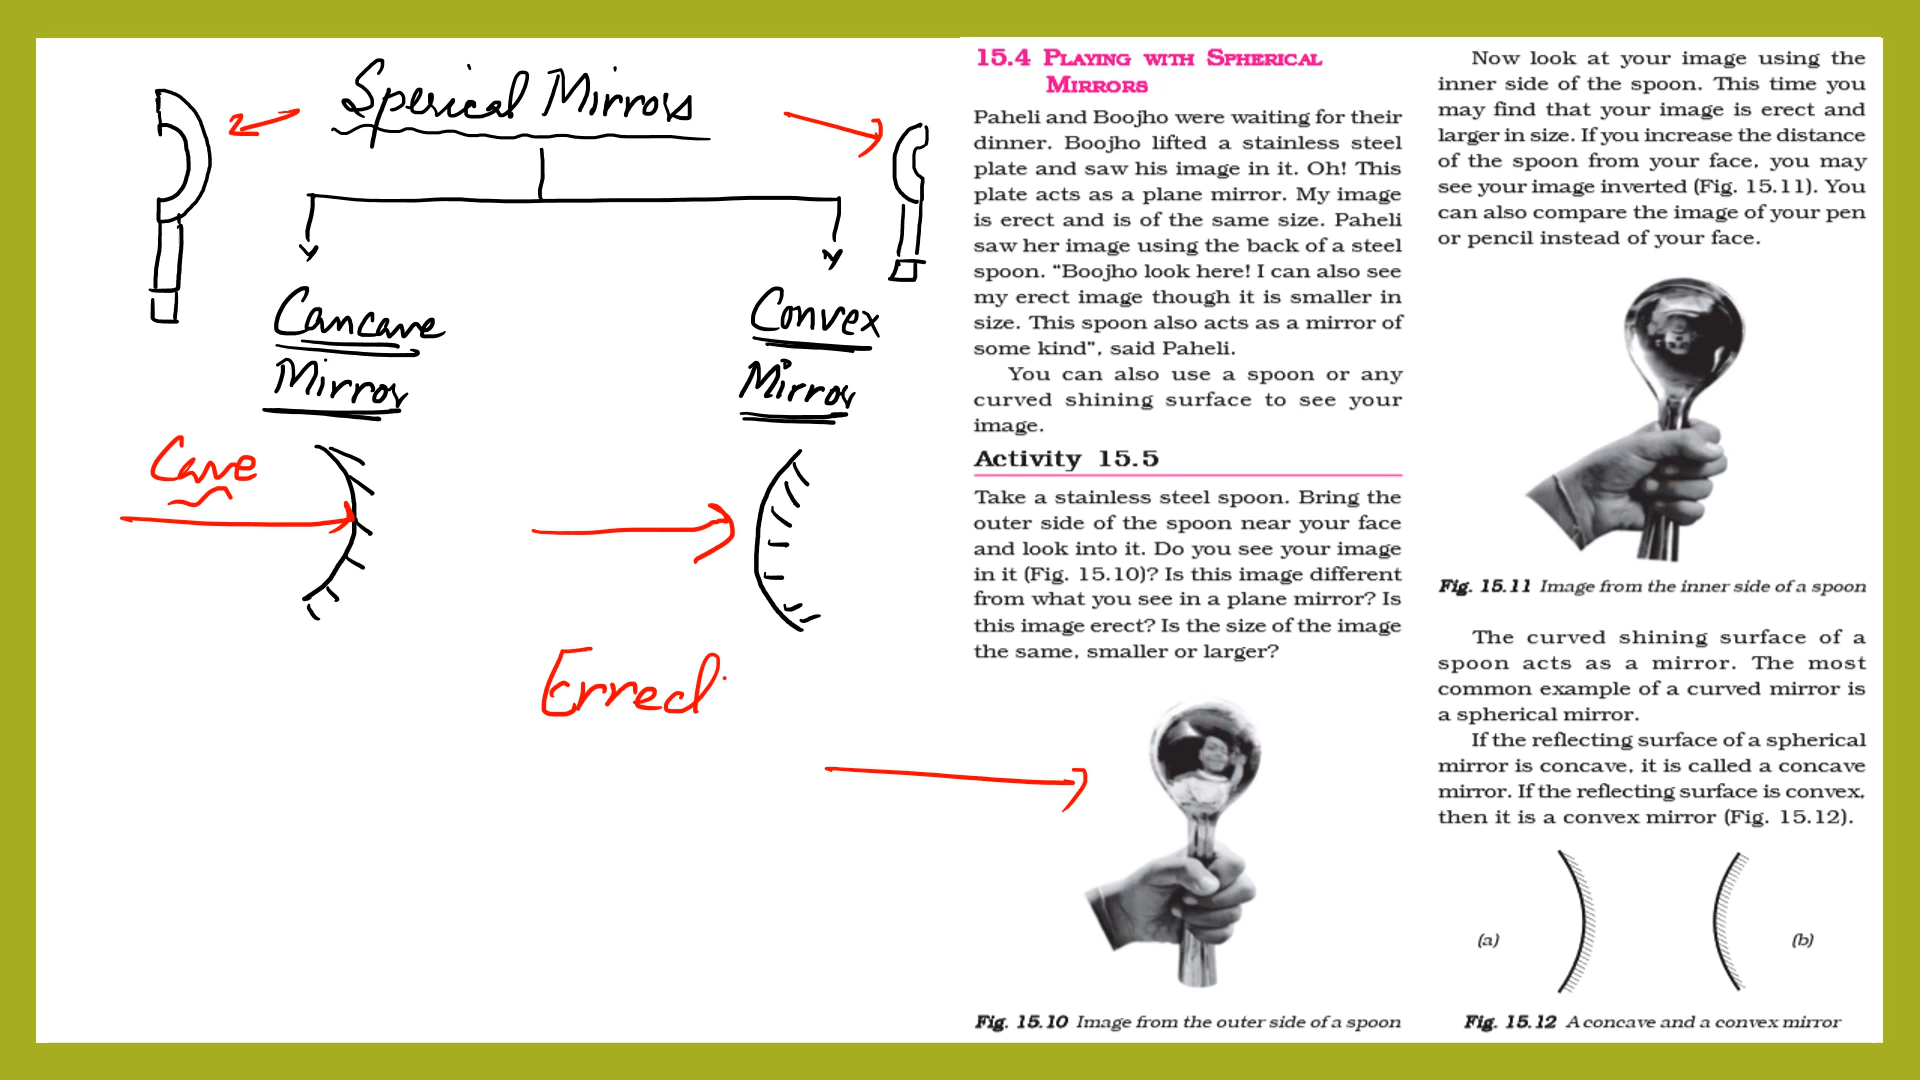 Sperical Mirrors
Cancave
Mirror
Convex
Mirror
Cave
Erred
15.4 PLAYING WITH SPHERICAL
MIRRORS
Paheli and Boojho were waiting for their
dinner. Boojho lifted a stainless steel
plate and saw his image in it. Oh! This
plate acts as a plane mirror. My image
is erect and is of the same size. Paheli
saw her image using the back of a steel
spoon. “Boojho look here! I can also see
my erect image though it is smaller in
size. This spoon also acts as a mirror of
some kind”, said Paheli.
You can also use a spoon or any
curved shining surface to see your
image.
Activity 15.5
Take a stainless steel spoon. Bring the
outer side of the spoon near your face
and look into it. Do you see your image
in it (Fig. 15.10)? Is this image different
from what you see in a plane mirror? Is
this image erect? Is the size of the image
the same, smaller or larger?
Fig. 15.10 Image from the outer side of a spoon
Now look at your image using the
inner side of the spoon. This time you
may find that your image is erect and
larger in size. If you increase the distance
of the spoon from your face, you may
see your image inverted (Fig. 15.11). You
can also compare the image of your pen
or pencil instead of your face.
Fig. 15.11 Image from the inner side of a spoon
The curved shining surface of a
spoon acts as a mirror. The most
common example of a curved mirror is
a spherical mirror.
If the reflecting surface of a spherical
mirror is concave, it is called a concave
mirror. If the reflecting surface is convex,
then it is a convex mirror (Fig. 15.12).
(a)
(b)
Fig. 15.12 A concave and a convex mirror